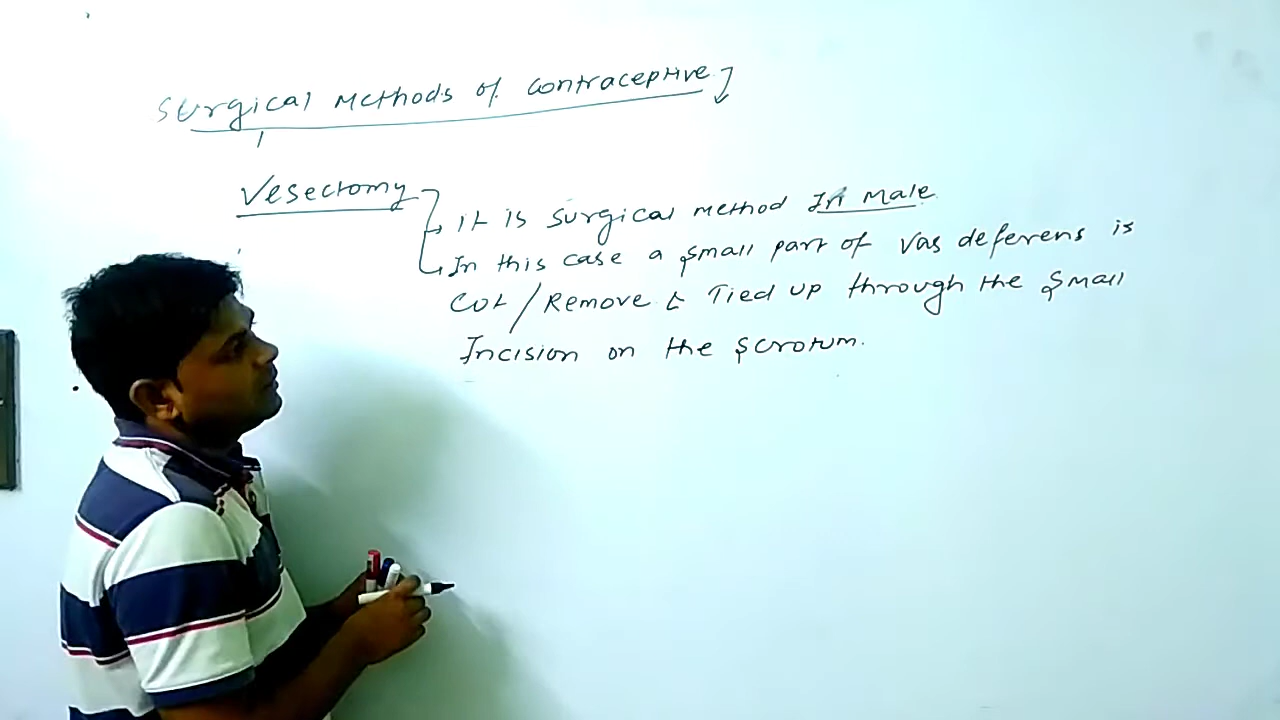 Surgical Methods of Contraceptive
Vesectomy
It is surgical method In Male.
In this case a small part of vas deferens is
Cut / Remove & Tied up through the small
Incision on the scrotum.